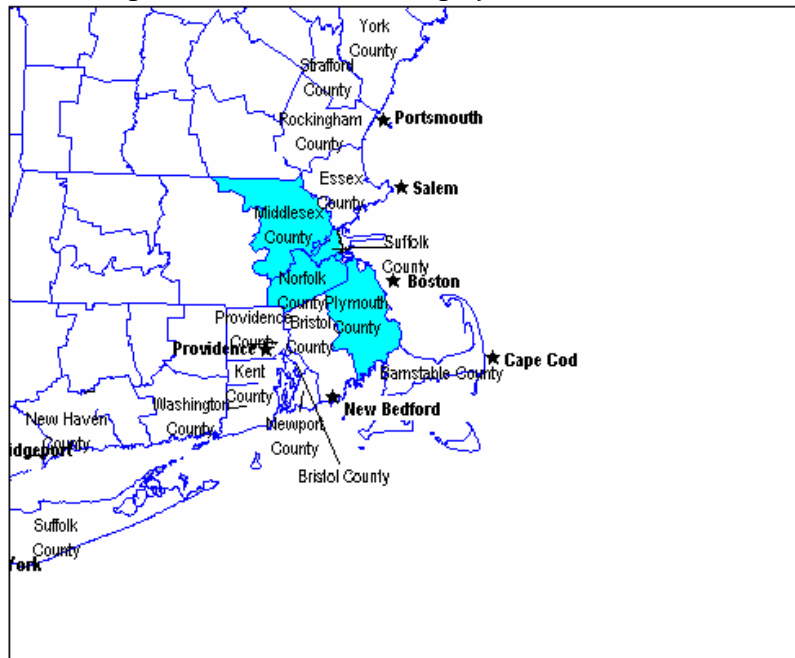 York
County
Strafford
County
Rockingham
County
Portsmouth
Essex
County
Salem
Middlesex
County
Suffolk
County
Boston
Norfolk
County
Plymouth
County
Providence
County
Bristol
County
Providence
Cape Cod
Kent
County
Barnstable County
Washington
County
New Bedford
New Haven
County
Newport
County
idgeport
Bristol County
Suffolk
County
York